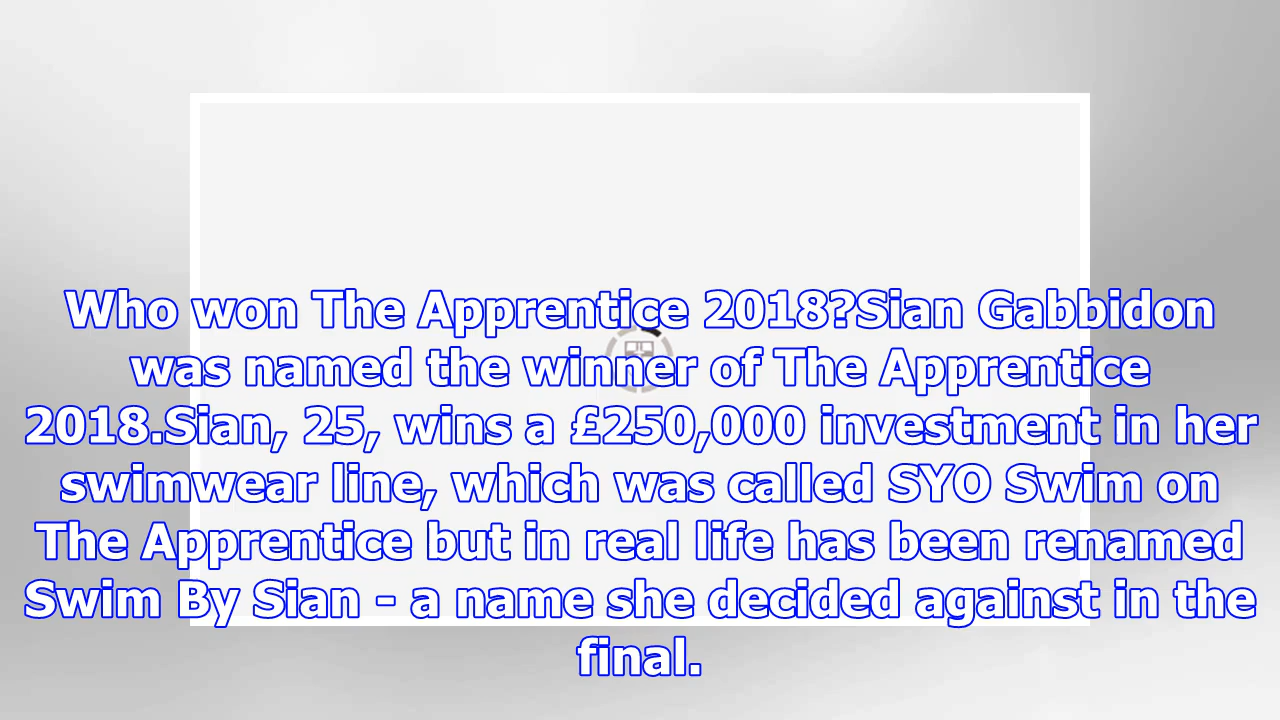 Who won The Apprentice 2018?Sian Gabbidon
was named the winner of The Apprentice
2018.Sian, 25, wins a £250,000 investment in her
swimwear line, which was called SYO Swim on
The Apprentice but in real life has been renamed
Swim By Sian - a name she decided against in the
final.